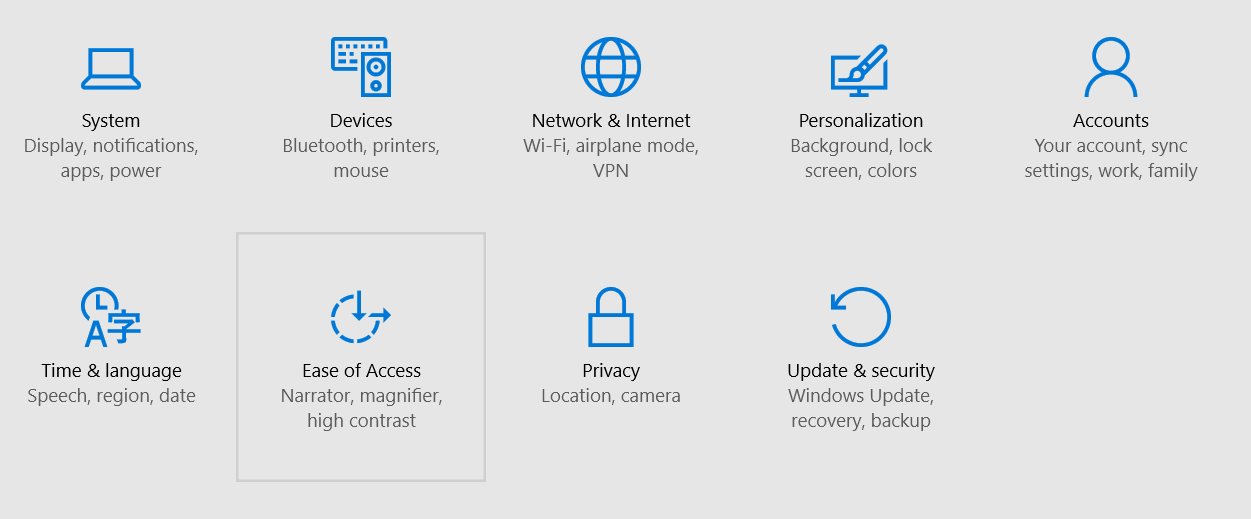 System
Display, notifications,
apps, power
Devices
Bluetooth, printers,
mouse
Network & Internet
Wi-Fi, airplane mode,
VPN
Personalization
Background, lock
screen, colors
Accounts
Your account, sync
settings, work, family
A字
Time & language
Speech, region, date
Ease of Access
Narrator, magnifier,
high contrast
Privacy
Location, camera
Update & security
Windows Update,
recovery, backup